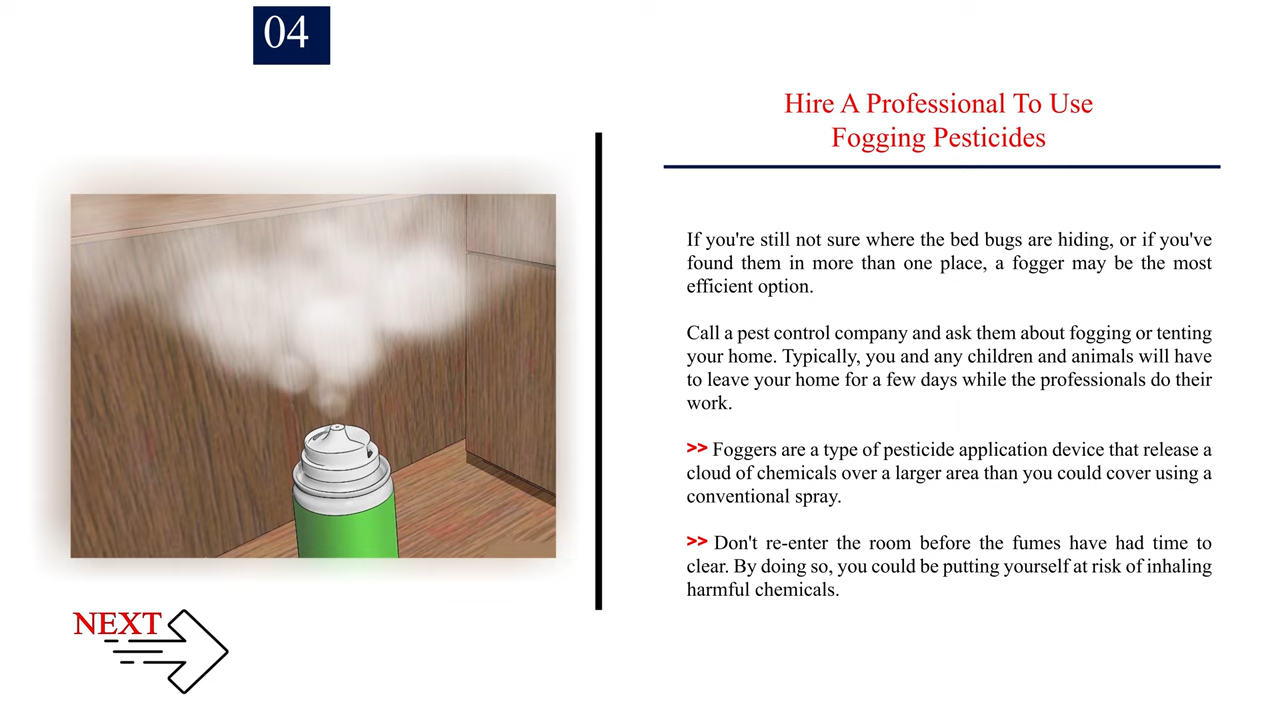 04
Hire A Professional To Use
Fogging Pesticides
If you're still not sure where the bed bugs are hiding, or if you've
found them in more than one place, a fogger may be the most
efficient option.
Call a pest control company and ask them about fogging or tenting
your home. Typically, you and any children and animals will have
to leave your home for a few days while the professionals do their
work.
>> Foggers are a type of pesticide application device that release a
cloud of chemicals over a larger area than you could cover using a
conventional spray.
>> Don't re-enter the room before the fumes have had time to
clear. By doing so, you could be putting yourself at risk of inhaling
harmful chemicals.
NEXT